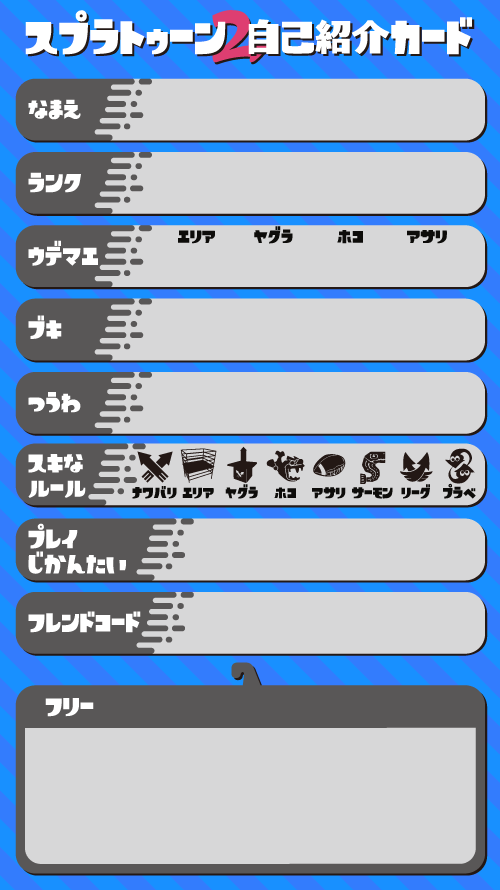 スプラトゥーン2自己紹介カード
なまえ
ランク
ウデマエ
エリア ヤグラ ホコ アサリ
ブキ
つうわ
スキな
ルール
ナワバリ エリア ヤグラ ホコ アサリ サーモン リーグ プラベ
プレイ
じかんたい
フレンドコード
フリー